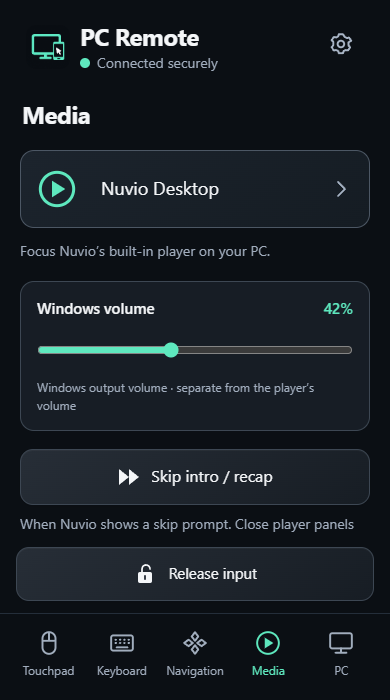 PC Remote
Connected securely
Media
Nuvio Desktop
Focus Nuvio's built-in player on your PC.
Windows volume 42%
Windows output volume · separate from the player's
volume
Skip intro / recap
When Nuvio shows a skip prompt. Close player panels
Release input
Touchpad Keyboard Navigation Media PC